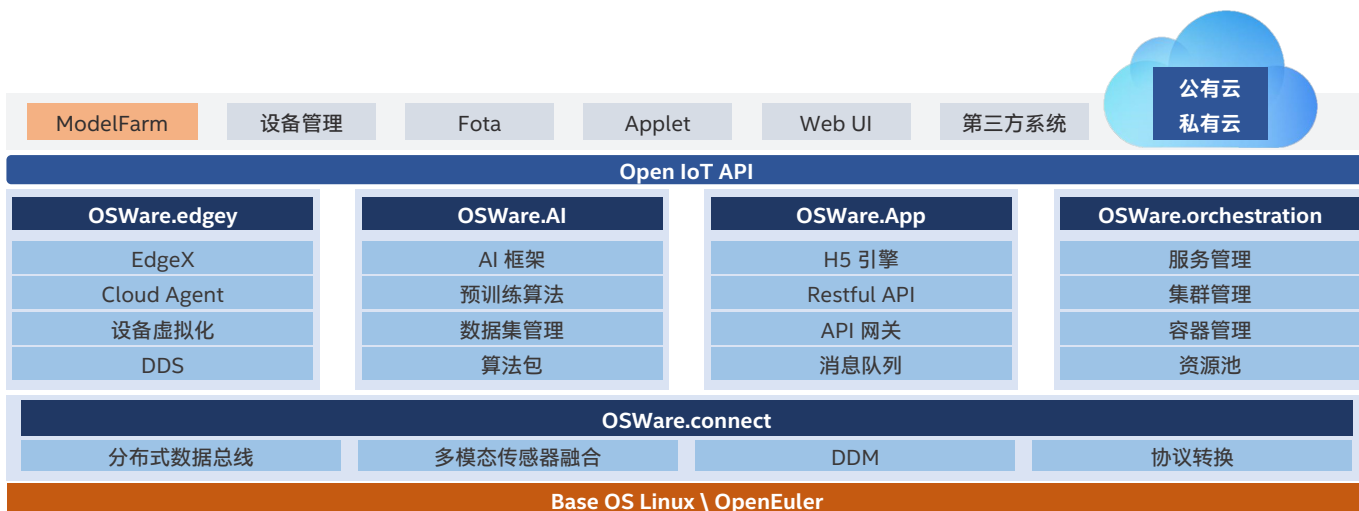 公有云
私有云
ModelFarm 设备管理 Fota Applet Web UI 第三方系统
Open IoT API
OSWare.edgey OSWare.AI OSWare.App OSWare.orchestration
EdgeX AI 框架 H5 引擎 服务管理
Cloud Agent 预训练算法 Restful API 集群管理
设备虚拟化 数据集管理 API 网关 容器管理
DDS 算法包 消息队列 资源池
OSWare.connect
分布式数据总线 多模态传感器融合 DDM 协议转换
Base OS Linux \ OpenEuler